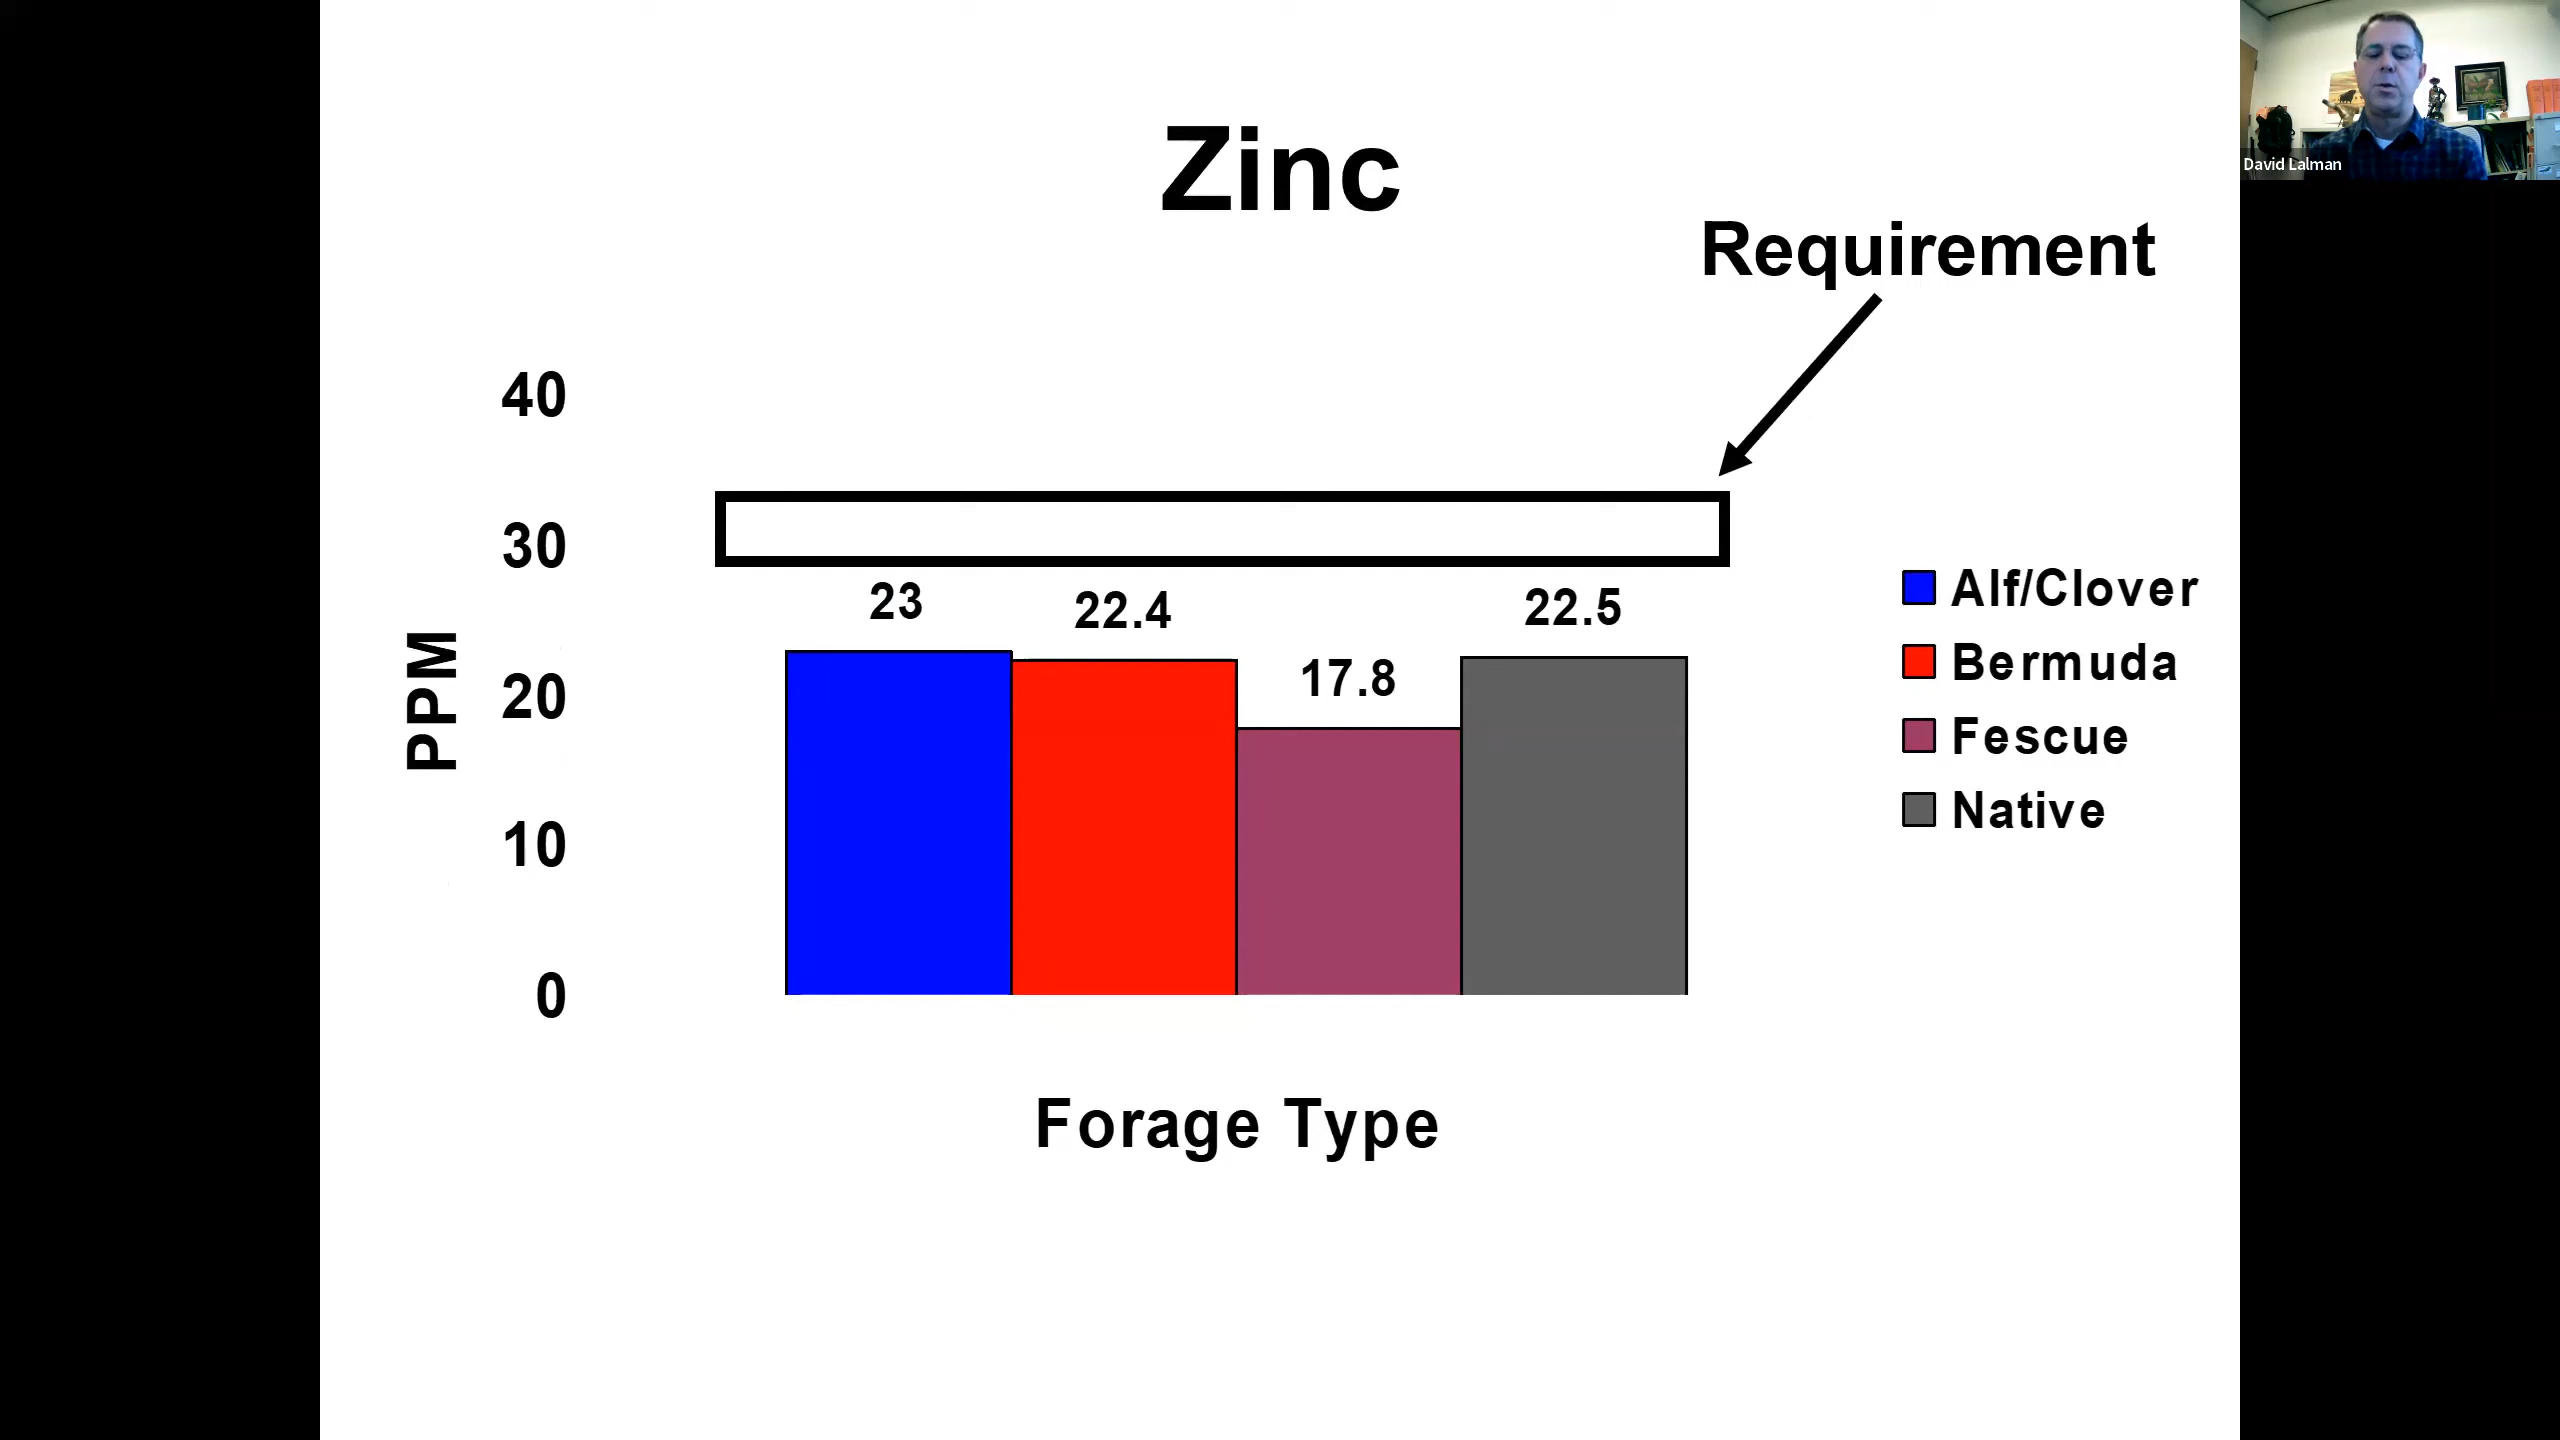 Zinc
David Lalman
Requirement
40
30
20
10
0
PPM
23
22.4
17.8
22.5
Alf/Clover
Bermuda
Fescue
Native
Forage Type